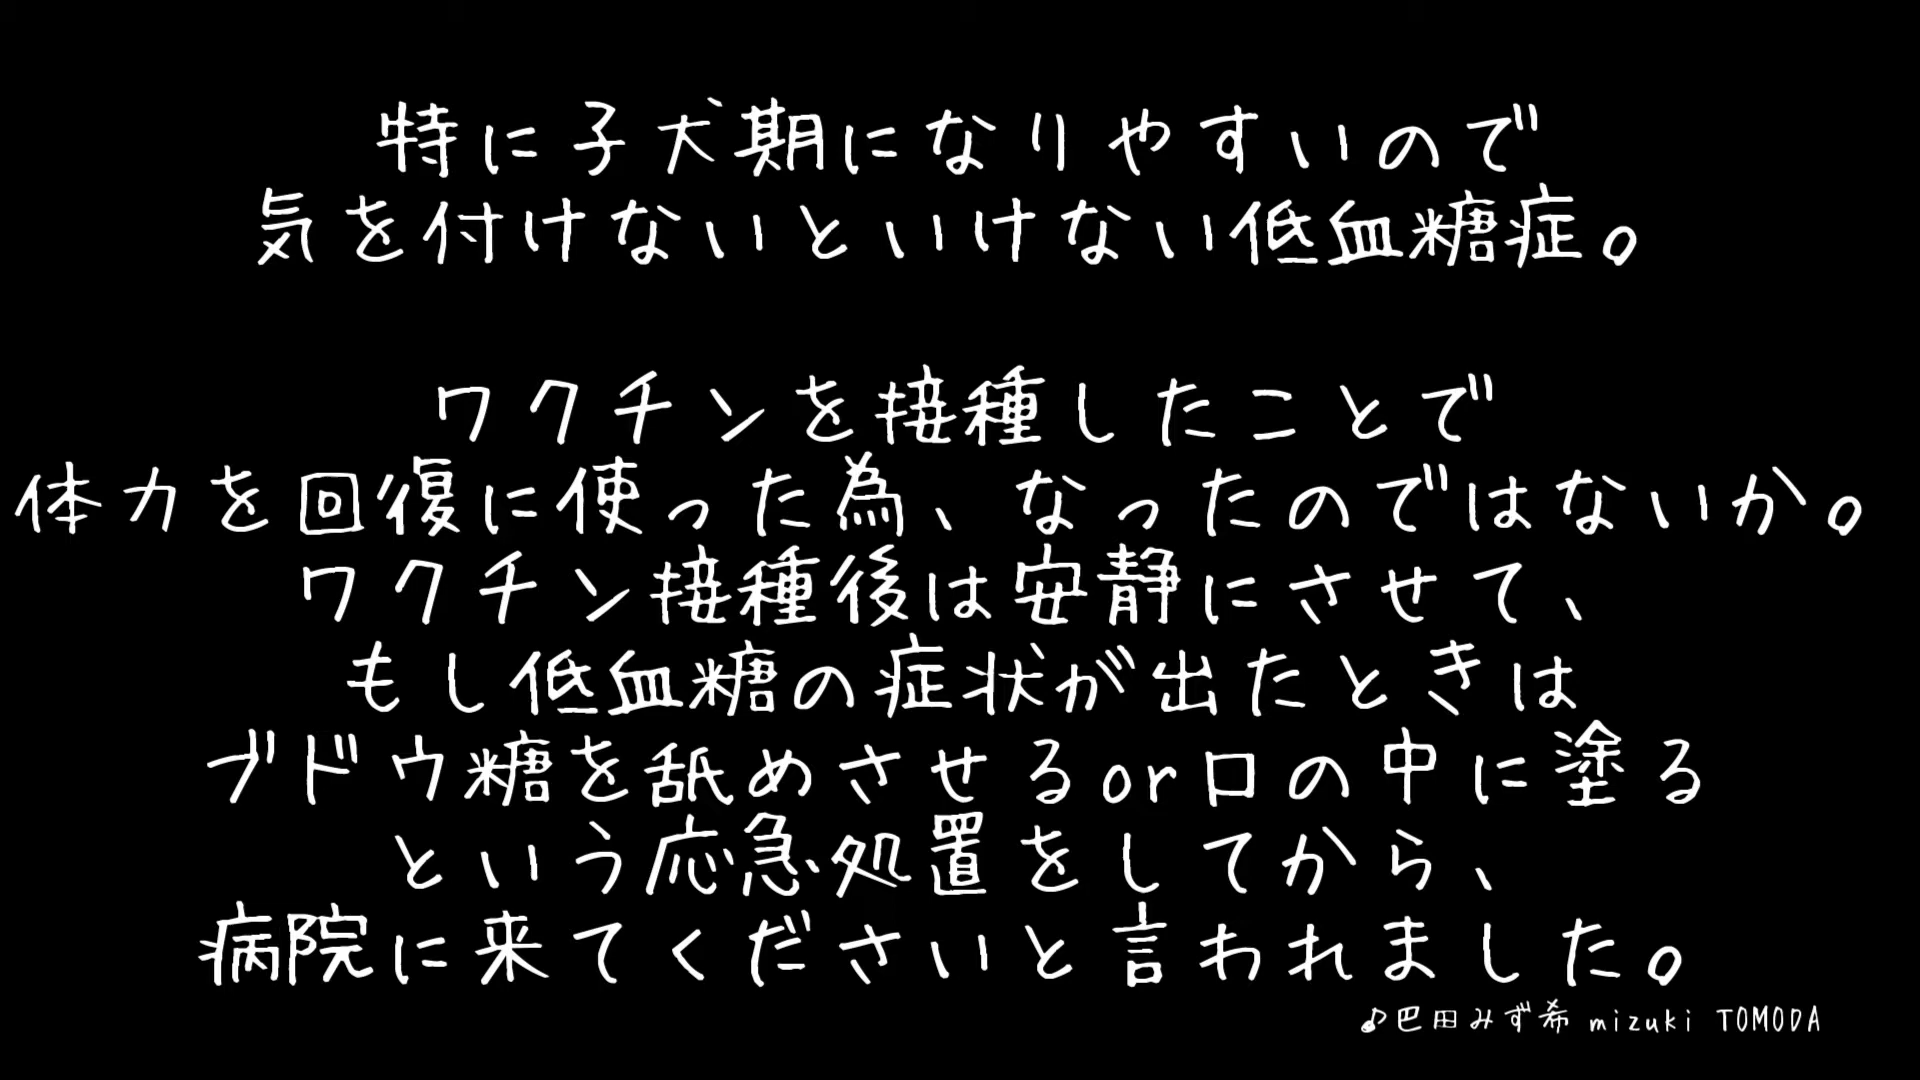 特に子犬期になりやすいので
気を付けないといけない低血糖症。
ワクチンを接種したことで
体力を回復に使った為、なったのではないか。
ワクチン接種後は安静にさせて、
もし低血糖の症状が出たときは
ブドウ糖を舐めさせるor口の中に塗る
という応急処置をしてから、
病院に来てくださいと言われました。
♪巴田みず希 mizuki TOMODA